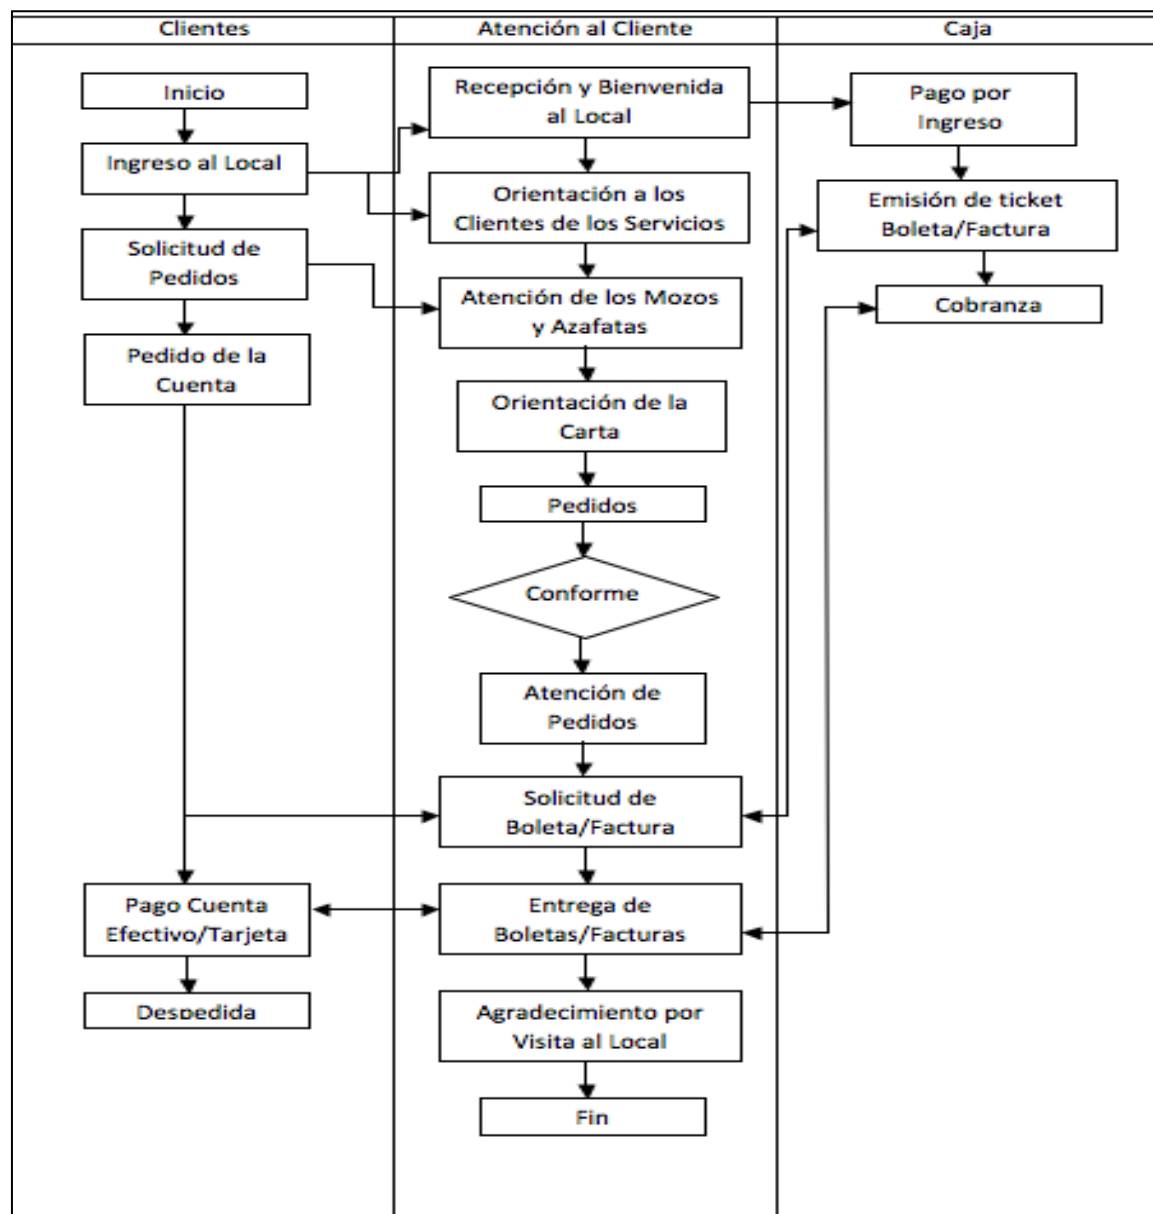 Clientes
Atención al Cliente
Caja
Inicio
Ingreso al Local
Solicitud de
Pedidos
Pedido de la
Cuenta
Pago Cuenta
Efectivo/Tarjeta
Despedida
Recepción y Bienvenida
al Local
Orientación a los
Clientes de los Servicios
Atención de los Mozos
y Azafatas
Orientación de la
Carta
Pedidos
Conforme
Atención de
Pedidos
Solicitud de
Boleta/Factura
Entrega de
Boletas/Facturas
Agradecimiento por
Visita al Local
Fin
Pago por
Ingreso
Emisión de ticket
Boleta/Factura
Cobranza